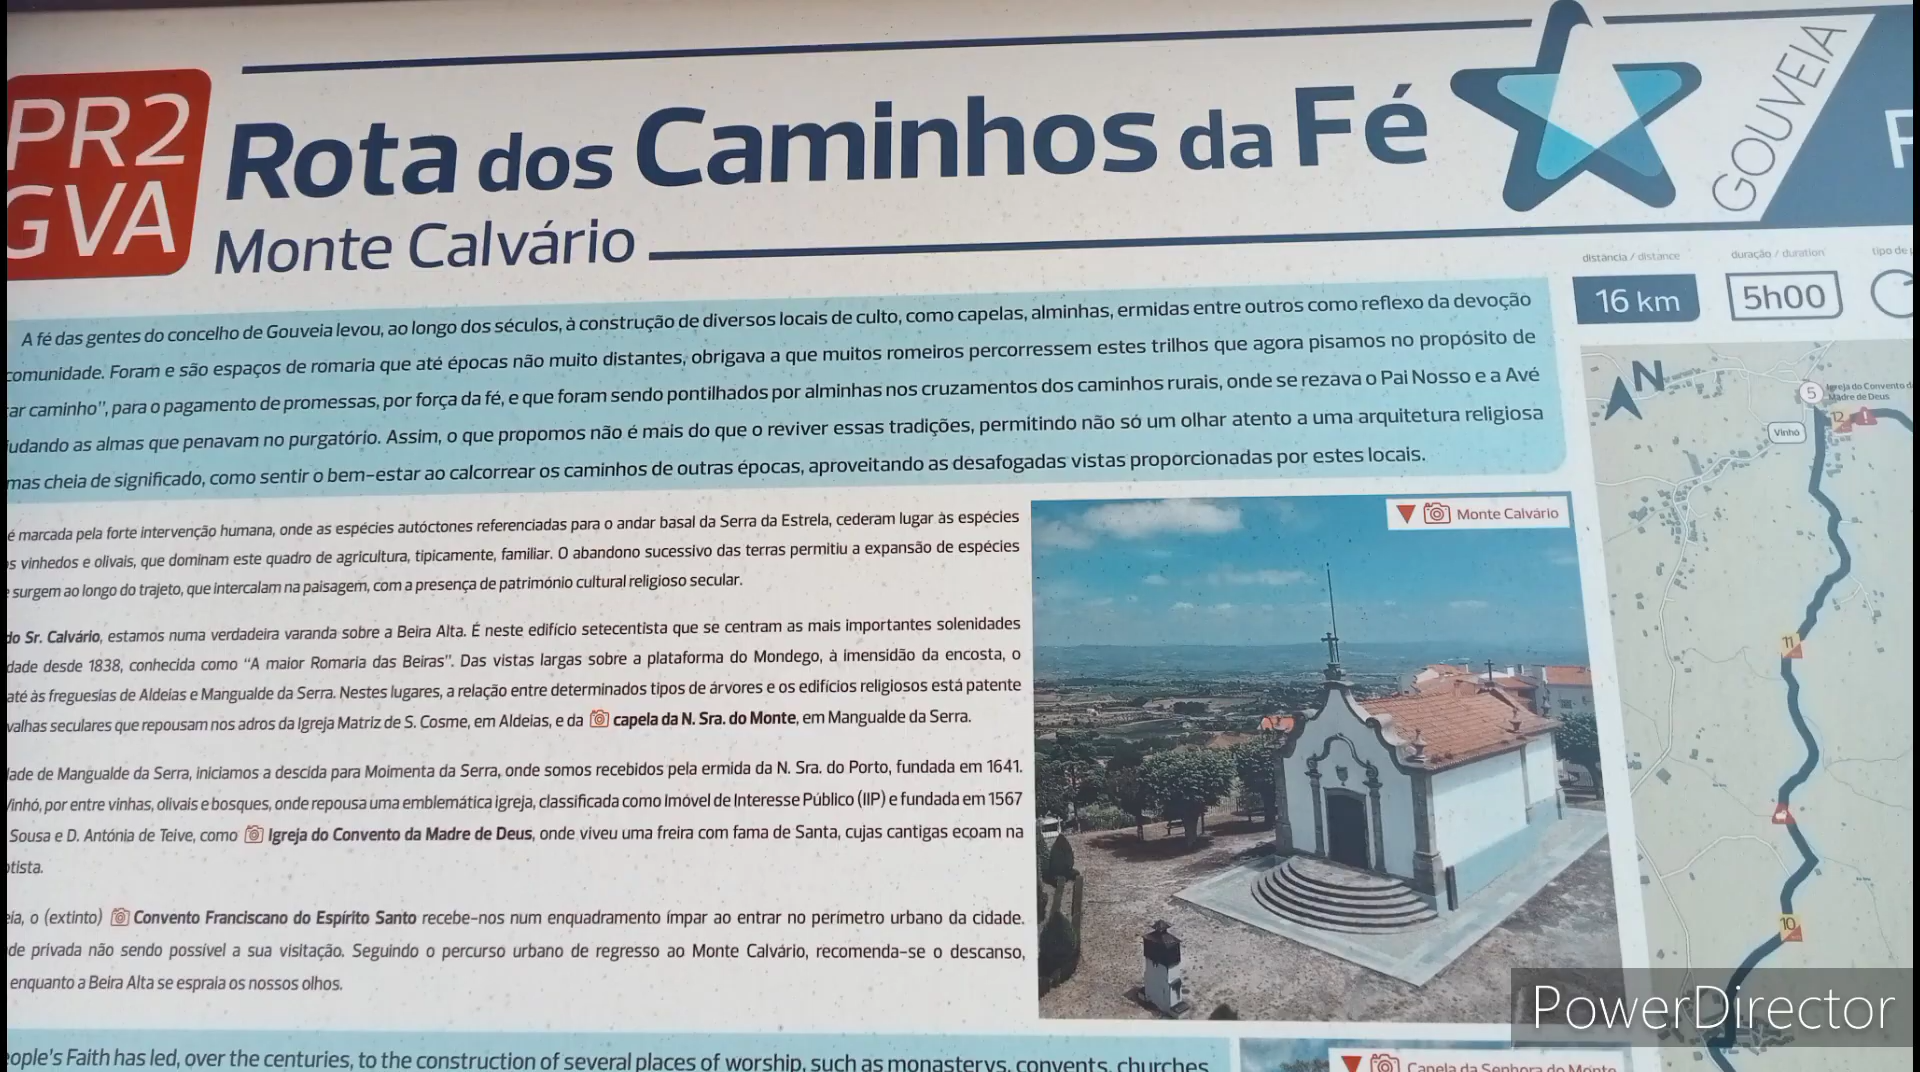 PR2
GVA
Rota dos Caminhos da Fé
Monte Calvário
GOUVEIA
distância / distance
16 km
duração / duration
5h00
tipo de
A fé das gentes do concelho de Gouveia levou, ao longo dos séculos, à construção de diversos locais de culto, como capelas, alminhas, ermidas entre outros como reflexo da devoção
comunidade. Foram e são espaços de romaria que até épocas não muito distantes, obrigava a que muitos romeiros percorressem estes trilhos que agora pisamos no propósito de
ar caminho", para o pagamento de promessas, por força da fé, e que foram sendo pontilhados por alminhas nos cruzamentos dos caminhos rurais, onde se rezava o Pai Nosso e a Avé
udando as almas que penavam no purgatório. Assim, o que propomos não é mais do que o reviver essas tradições, permitindo não só um olhar atento a uma arquitetura religiosa
mas cheia de significado, como sentir o bem-estar ao calcorrear os caminhos de outras épocas, aproveitando as desafogadas vistas proporcionadas por estes locais.
é marcada pela forte intervenção humana, onde as espécies autóctones referenciadas para o andar basal da Serra da Estrela, cederam lugar às espécies
s vinhedos e olivais, que dominam este quadro de agricultura, tipicamente, familiar. O abandono sucessivo das terras permitiu a expansão de espécies
surgem ao longo do trajeto, que intercalam na paisagem, com a presença de património cultural religioso secular.
do Sr. Calvário, estamos numa verdadeira varanda sobre a Beira Alta. É neste edifício setecentista que se centram as mais importantes solenidades
dade desde 1838, conhecida como "A maior Romaria das Beiras". Das vistas largas sobre a plataforma do Mondego, à imensidão da encosta, o
até às freguesias de Aldeias e Mangualde da Serra. Nestes lugares, a relação entre determinados tipos de árvores e os edifícios religiosos está patente
valhas seculares que repousam nos adros da Igreja Matriz de S. Cosme, em Aldeias, e da capela da N. Sra. do Monte, em Mangualde da Serra.
dade de Mangualde da Serra, iniciamos a descida para Moimenta da Serra, onde somos recebidos pela ermida da N. Sra. do Porto, fundada em 1641.
Vinhó, por entre vinhas, olivais e bosques, onde repousa uma emblemática igreja, classificada como Imóvel de Interesse Público (IIP) e fundada em 1567
Sousa e D. Antónia de Teive, como Igreja do Convento da Madre de Deus, onde viveu uma freira com fama de Santa, cujas cantigas ecoam na
tista.
eia, o (extinto) Convento Franciscano do Espírito Santo recebe-nos num enquadramento ímpar ao entrar no perímetro urbano da cidade.
de privada não sendo possível a sua visitação. Seguindo o percurso urbano de regresso ao Monte Calvário, recomenda-se o descanso,
enquanto a Beira Alta se espraia os nossos olhos.
Monte Calvário
N
5
Igreja do Convento d
Madre de Deus
12
Vinhó
11
10
eople's Faith has led, over the centuries, to the construction of several places of worship, such as monasterys, convents, churches
Capela da Senhora do Monte
PowerDirector